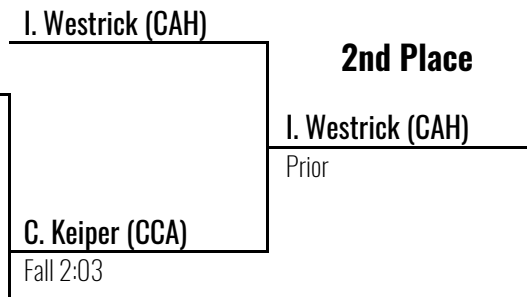 I. Westrick (CAH)
2nd Place
I. Westrick (CAH)
Prior
C. Keiper (CCA)
Fall 2:03